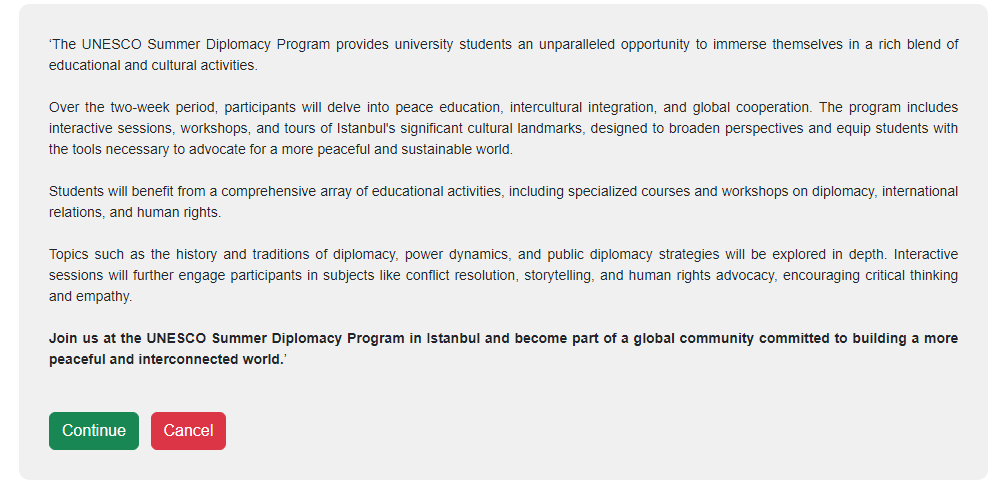 ‘The UNESCO Summer Diplomacy Program provides university students an unparalleled opportunity to immerse themselves in a rich blend of
educational and cultural activities.
Over the two-week period, participants will delve into peace education, intercultural integration, and global cooperation. The program includes
interactive sessions, workshops, and tours of Istanbul's significant cultural landmarks, designed to broaden perspectives and equip students with
the tools necessary to advocate for a more peaceful and sustainable world.
Students will benefit from a comprehensive array of educational activities, including specialized courses and workshops on diplomacy, international
relations, and human rights.
Topics such as the history and traditions of diplomacy, power dynamics, and public diplomacy strategies will be explored in depth. Interactive
sessions will further engage participants in subjects like conflict resolution, storytelling, and human rights advocacy, encouraging critical thinking
and empathy.
Join us at the UNESCO Summer Diplomacy Program in Istanbul and become part of a global community committed to building a more
peaceful and interconnected world.’
Continue Cancel